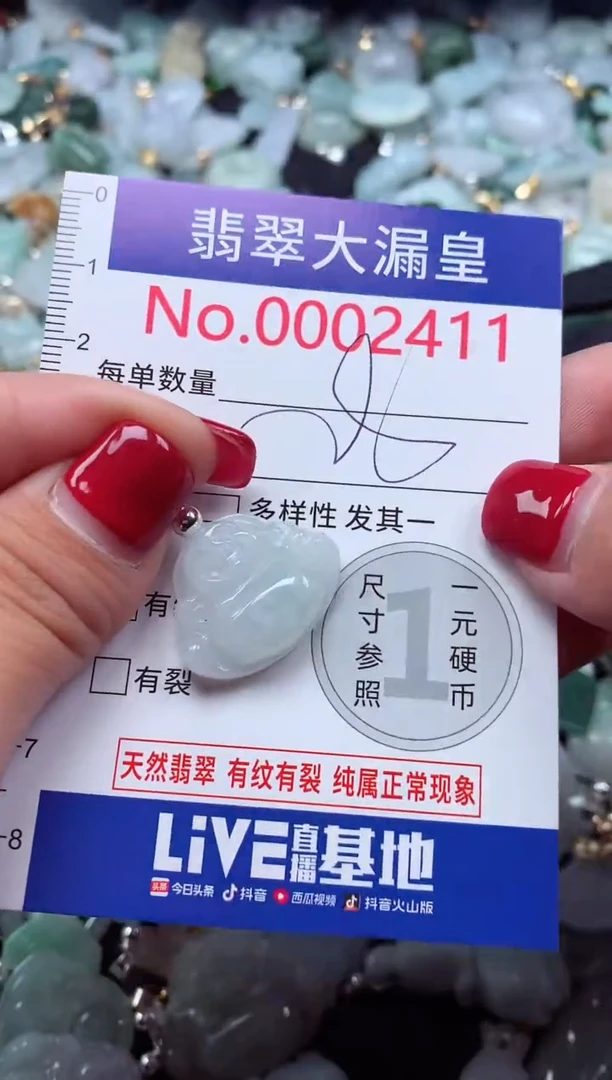 0
翡翠大漏皇
1
No.0002411
2
每单数量
多样性 发其一
尺寸参照
1
一元硬币
有
有裂
7
天然翡翠 有纹有裂 纯属正常现象
8
LiVE直播基地
头条 今日头条 抖音 西瓜视频 抖音火山版